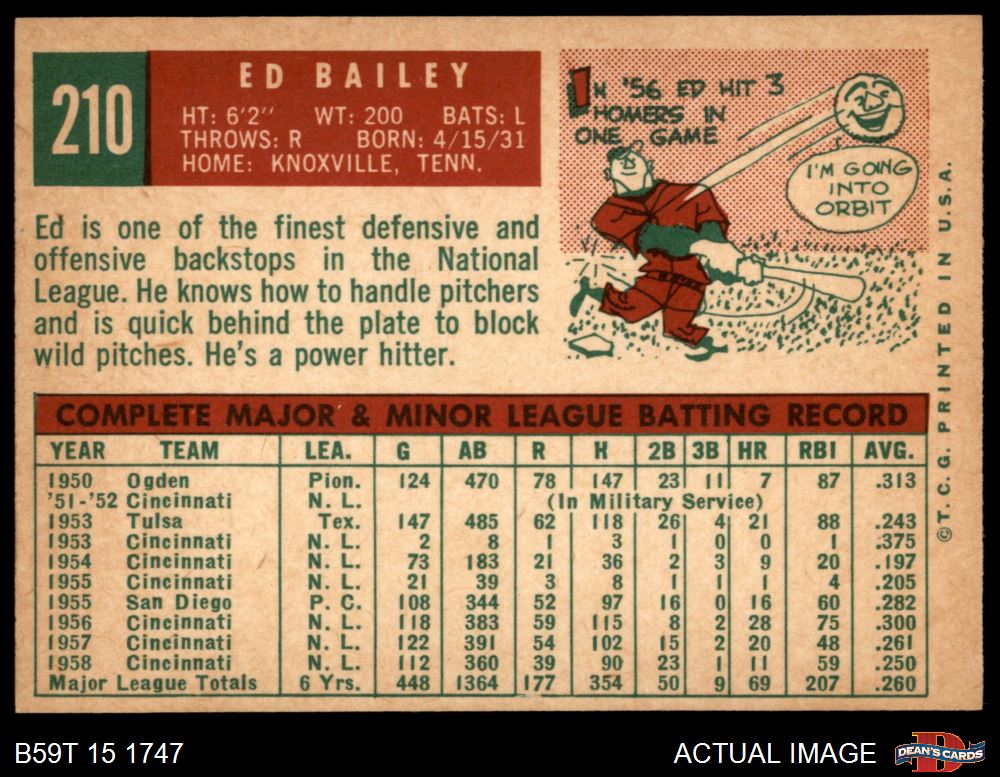 210
ED BAILEY
HT: 6'2" WT: 200 BATS: L
THROWS: R BORN: 4/15/31
HOME: KNOXVILLE, TENN.
IN '56 ED HIT 3
HOMERS IN
ONE GAME
I'M GOING
INTO
ORBIT
Ed is one of the finest defensive and
offensive backstops in the National
League. He knows how to handle pitchers
and is quick behind the plate to block
wild pitches. He's a power hitter.
COMPLETE MAJOR & MINOR LEAGUE BATTING RECORD
YEAR TEAM LEA. G AB R H 2B 3B HR RBI AVG.
1950 Ogden Pion. 124 470 78 147 23 11 7 87 .313
'51-'52 Cincinnati N. L. (In Military Service)
1953 Tulsa Tex. 147 485 62 118 26 4 21 88 .243
1953 Cincinnati N. L. 2 8 1 3 1 0 0 1 .375
1954 Cincinnati N. L. 73 183 21 36 2 3 9 20 .197
1955 Cincinnati N. L. 21 39 3 8 1 1 1 4 .205
1955 San Diego P. C. 108 344 52 97 16 0 16 60 .282
1956 Cincinnati N. L. 118 383 59 115 8 2 28 75 .300
1957 Cincinnati N. L. 122 391 54 102 15 2 20 48 .261
1958 Cincinnati N. L. 112 360 39 90 23 1 11 59 .250
Major League Totals 6 Yrs. 448 1364 177 354 50 9 69 207 .260
©T.C.G. PRINTED IN U.S.A.
B59T 15 1747
ACTUAL IMAGE
D
DEAN'S CARDS